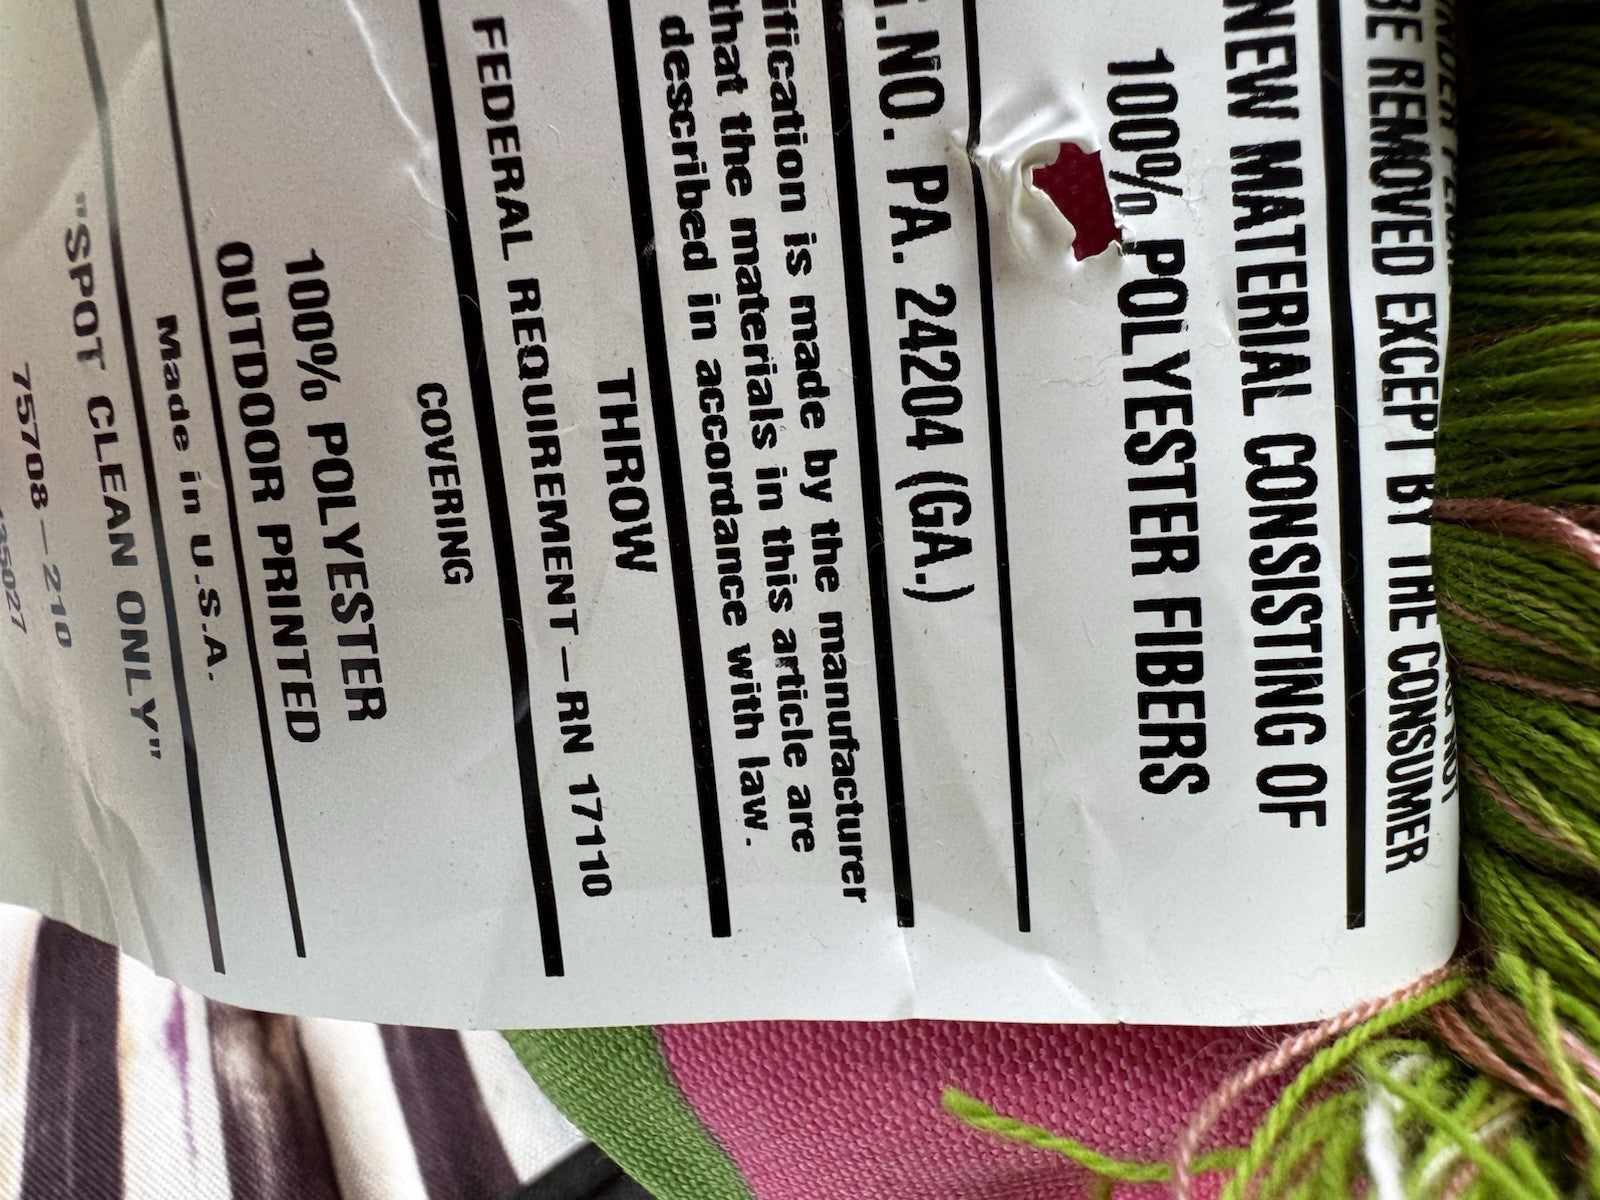 BE REMOVED EXCEPT BY THE CONSUMER
NEW MATERIAL CONSISTING OF
100% POLYESTER FIBERS
.NO. PA. 24204 (GA.)
ification is made by the manufacturer
that the materials in this article are
described in accordance with law.
THROW
FEDERAL REQUIREMENT—RN 17110
COVERING
100% POLYESTER
OUTDOOR PRINTED
Made in U.S.A.
"SPOT CLEAN ONLY"
75708—210